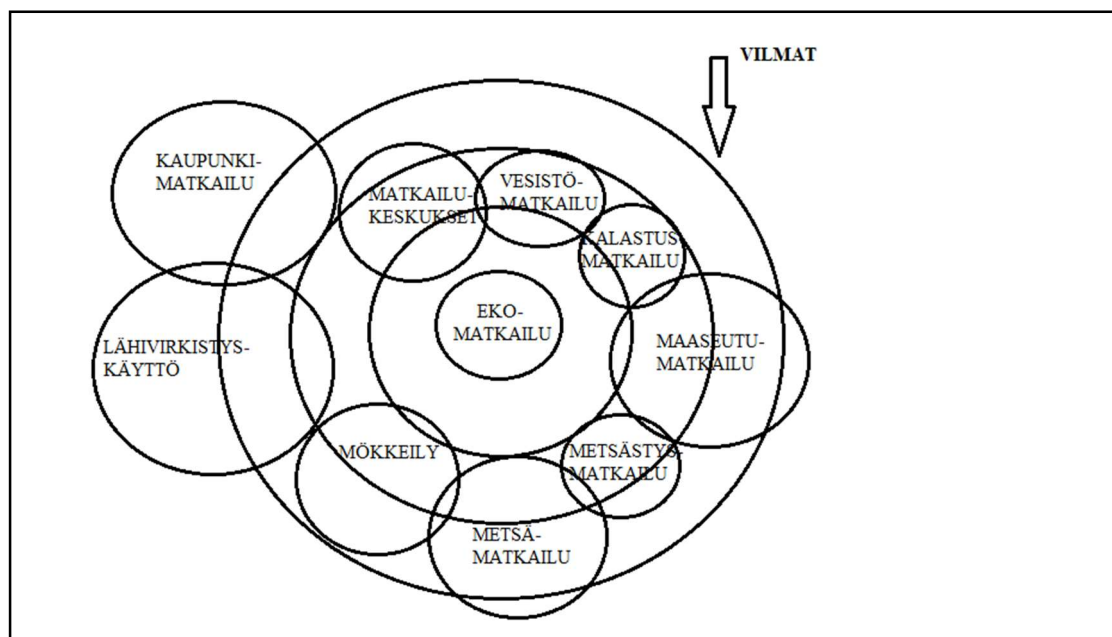 VILMAT
KAUPUNKI-
MATKAILU
MATKAILU-
KESKUKSET
VESISTÖ-
MATKAILU
KALASTUS-
MATKAILU
EKO-
MATKAILU
LÄHIVIRKISTYS-
KÄYTTÖ
MAASEUTU-
MATKAILU
MÖKKEILY
METSÄSTYS-
MATKAILU
METSÄ-
MATKAILU